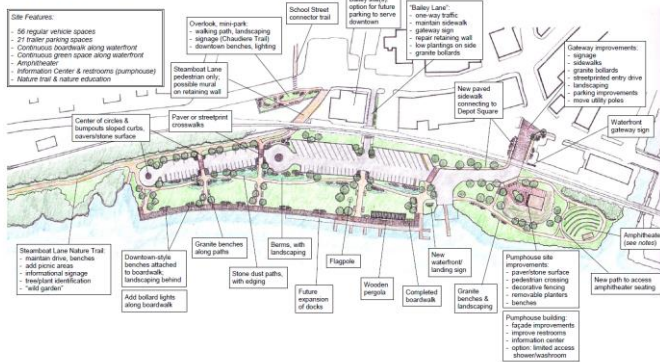 Site Features:
- 56 regular vehicle spaces
- 21 trailer parking spaces
- Continuous boardwalk along waterfront
- Continuous green space along waterfront
- Amphitheater
- Information Center & restrooms (pumphouse)
- Nature trail & nature education
Overlook, mini-park:
- walking path, landscaping
- signage (Chaudiere Trail)
- downtown benches, lighting
School Street
connector trail
option for future
parking to serve
downtown
"Bailey Lane":
- one-way traffic
- maintain sidewalk
- gateway sign
- repair retaining wall
- low plantings on side
- granite bollards
Gateway improvements:
- signage
- sidewalks
- granite bollards
- streetprinted entry drive
- landscaping
- parking improvements
- move utility poles
Steamboat Lane
pedestrian only;
possible mural
on retaining wall
New paved
sidewalk
connecting to
Depot Square
Waterfront
gateway sign
Center of circles &
bumpouts sloped curbs,
pavers/stone surface
Paver or streetprint
crosswalks
Steamboat Lane Nature Trail:
- maintain drive, benches
- add picnic areas
- informational signage
- tree/plant identification
- "wild garden"
Downtown-style
benches attached
to boardwalk;
landscaping behind
Add bollard lights
along boardwalk
Granite benches
along paths
Stone dust paths,
with edging
Berms, with
landscaping
Future
expansion
of docks
Flagpole
Wooden
pergola
Completed
boardwalk
New
waterfront/
landing sign
Granite
benches &
landscaping
Pumphouse site
improvements:
- paver/stone surface
- pedestrian crossing
- decorative fencing
- removable planters
- benches
Pumphouse building:
- façade improvements
- improve restrooms
- information center
- option: limited access
shower/washroom
Amphitheater
(see notes)
New path to access
amphitheater seating